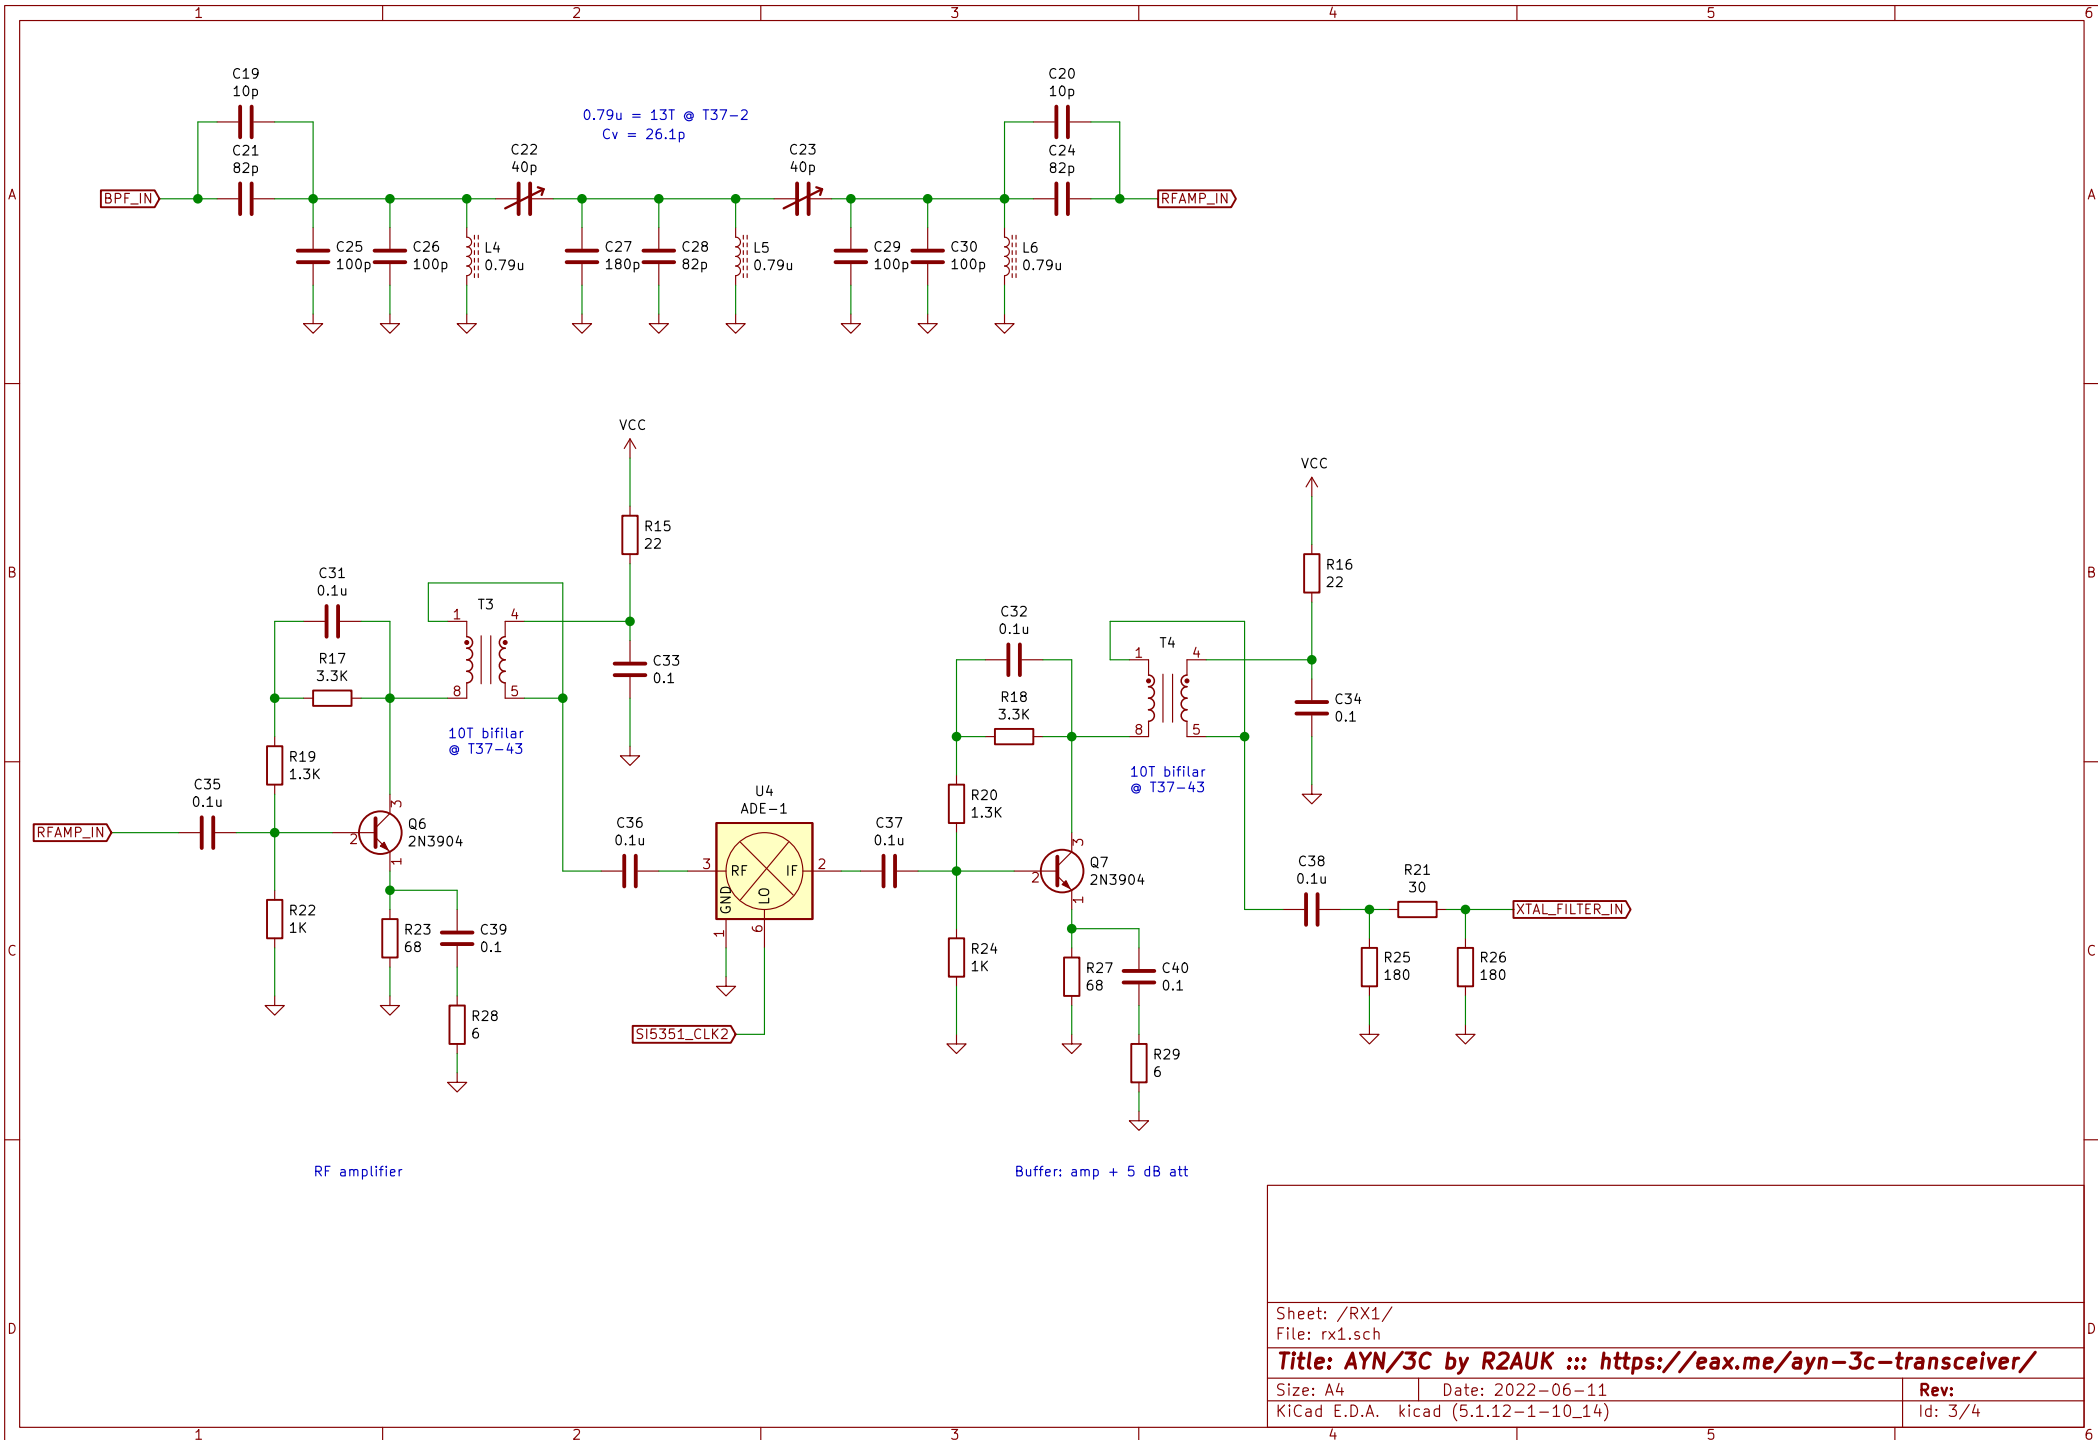 1 2 3 4 5 6
A
B
C
D
A
B
C
D
1 2 3 4 5 6
C19
10p
C21
82p
BPF_IN
0.79u = 13T @ T37-2
Cv = 26.1p
C22
40p
C23
40p
C20
10p
C24
82p
RFAMP_IN
C25
100p
C26
100p
L4
0.79u
C27
180p
C28
82p
L5
0.79u
C29
100p
C30
100p
L6
0.79u
VCC
R15
22
C31
0.1u
R17
3.3K
T3
1
4
8
5
C33
0.1
10T bifilar
@ T37-43
R19
1.3K
C35
0.1u
RFAMP_IN
Q6
2N3904
2
3
1
R22
1K
R23
68
C39
0.1
R28
6
RF amplifier
C36
0.1u
U4
ADE-1
3
RF
IF
2
GND
LO
1
6
SI5351_CLK2
C37
0.1u
VCC
R16
22
C32
0.1u
R18
3.3K
T4
1
4
8
5
C34
0.1
10T bifilar
@ T37-43
R20
1.3K
Q7
2N3904
2
3
1
R24
1K
R27
68
C40
0.1
R29
6
C38
0.1u
R21
30
XTAL_FILTER_IN
R25
180
R26
180
Buffer: amp + 5 dB att
Sheet: /RX1/
File: rx1.sch
Title: AYN/3C by R2AUK ::: https://eax.me/ayn-3c-transceiver/
Size: A4 Date: 2022-06-11 Rev:
KiCad E.D.A. kicad (5.1.12-1-10_14) Id: 3/4